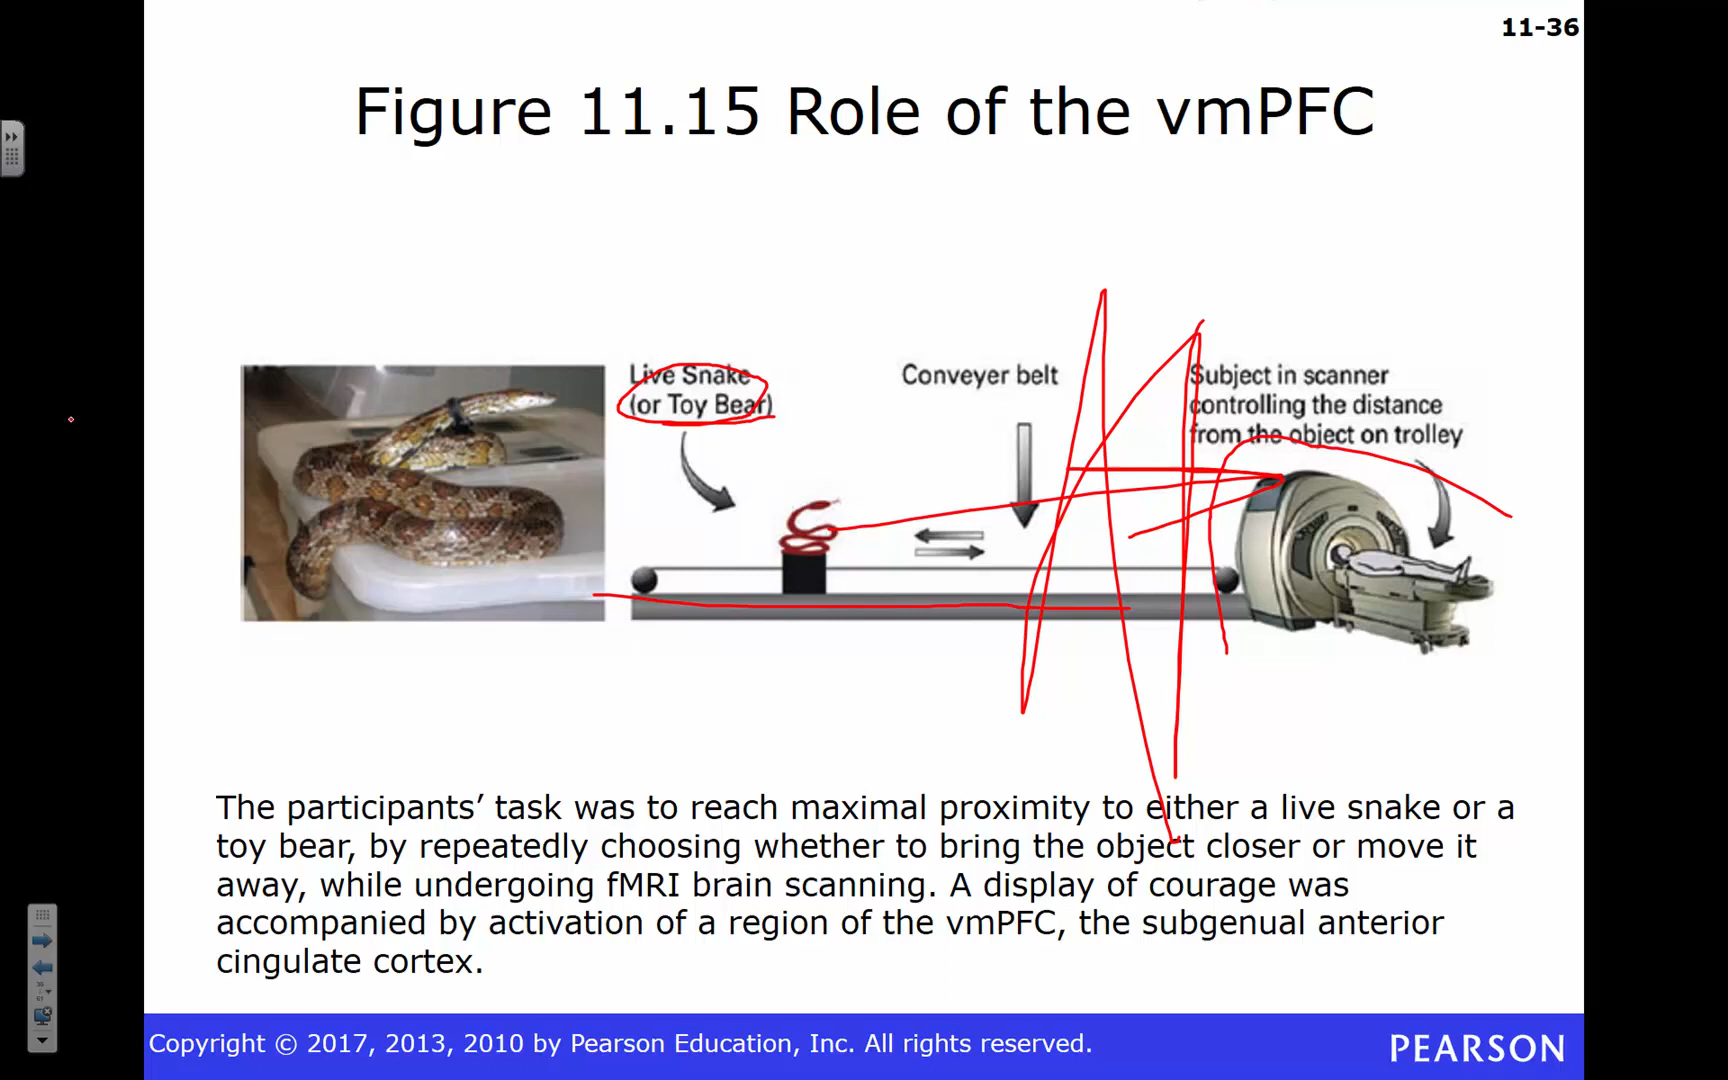 11-36
Figure 11.15 Role of the vmPFC
Live Snake
(or Toy Bear)
Conveyer belt
Subject in scanner
controlling the distance
from the object on trolley
The participants’ task was to reach maximal proximity to either a live snake or a
toy bear, by repeatedly choosing whether to bring the object closer or move it
away, while undergoing fMRI brain scanning. A display of courage was
accompanied by activation of a region of the vmPFC, the subgenual anterior
cingulate cortex.
Copyright © 2017, 2013, 2010 by Pearson Education, Inc. All rights reserved.
PEARSON